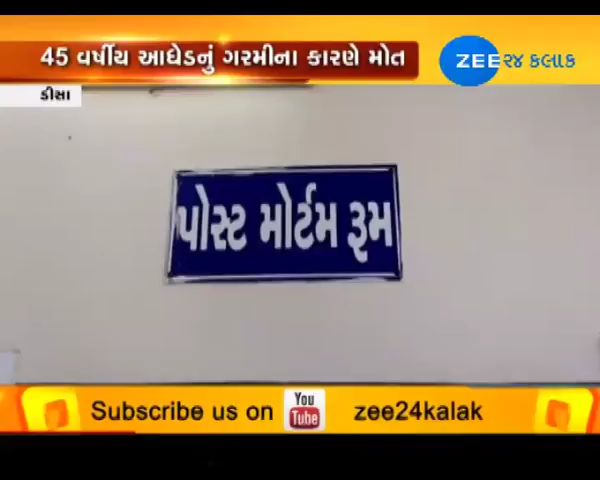 45 વર્ષીય આધેડનું ગરમીના કારણે મોત
ZEE ૨૪ કલાક
ડીસા
પોસ્ટ મોર્ટમ રૂમ
Subscribe us on You Tube zee24kalak